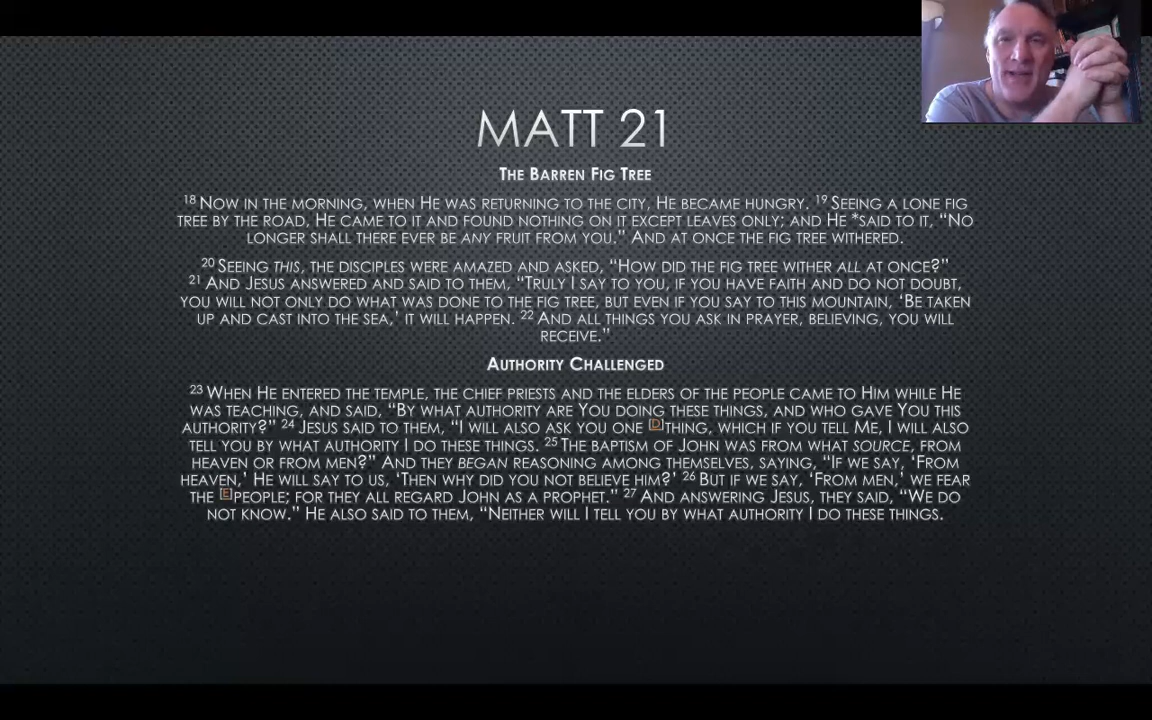 MATT 21
THE BARREN FIG TREE
18 NOW IN THE MORNING, WHEN HE WAS RETURNING TO THE CITY, HE BECAME HUNGRY. 19 SEEING A LONE FIG
TREE BY THE ROAD, HE CAME TO IT AND FOUND NOTHING ON IT EXCEPT LEAVES ONLY; AND HE *SAID TO IT, “NO
LONGER SHALL THERE EVER BE ANY FRUIT FROM YOU.” AND AT ONCE THE FIG TREE WITHERED.
20 SEEING THIS, THE DISCIPLES WERE AMAZED AND ASKED, “HOW DID THE FIG TREE WITHER ALL AT ONCE?”
21 AND JESUS ANSWERED AND SAID TO THEM, “TRULY I SAY TO YOU, IF YOU HAVE FAITH AND DO NOT DOUBT,
YOU WILL NOT ONLY DO WHAT WAS DONE TO THE FIG TREE, BUT EVEN IF YOU SAY TO THIS MOUNTAIN, ‘BE TAKEN
UP AND CAST INTO THE SEA,’ IT WILL HAPPEN. 22 AND ALL THINGS YOU ASK IN PRAYER, BELIEVING, YOU WILL
RECEIVE.”
AUTHORITY CHALLENGED
23 WHEN HE ENTERED THE TEMPLE, THE CHIEF PRIESTS AND THE ELDERS OF THE PEOPLE CAME TO HIM WHILE HE
WAS TEACHING, AND SAID, “BY WHAT AUTHORITY ARE YOU DOING THESE THINGS, AND WHO GAVE YOU THIS
AUTHORITY?” 24 JESUS SAID TO THEM, “I WILL ALSO ASK YOU ONE [D]THING, WHICH IF YOU TELL ME, I WILL ALSO
TELL YOU BY WHAT AUTHORITY I DO THESE THINGS. 25 THE BAPTISM OF JOHN WAS FROM WHAT SOURCE, FROM
HEAVEN OR FROM MEN?” AND THEY BEGAN REASONING AMONG THEMSELVES, SAYING, “IF WE SAY, ‘FROM
HEAVEN,’ HE WILL SAY TO US, ‘THEN WHY DID YOU NOT BELIEVE HIM?’ 26 BUT IF WE SAY, ‘FROM MEN,’ WE FEAR
THE [E]PEOPLE; FOR THEY ALL REGARD JOHN AS A PROPHET.” 27 AND ANSWERING JESUS, THEY SAID, “WE DO
NOT KNOW.” HE ALSO SAID TO THEM, “NEITHER WILL I TELL YOU BY WHAT AUTHORITY I DO THESE THINGS.